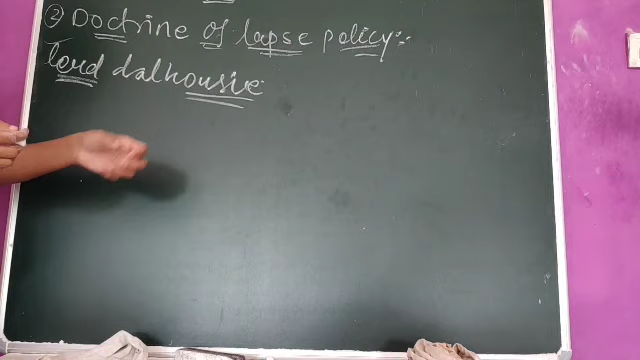 ② Doctrine of lapse policy:-
lord dalhousie